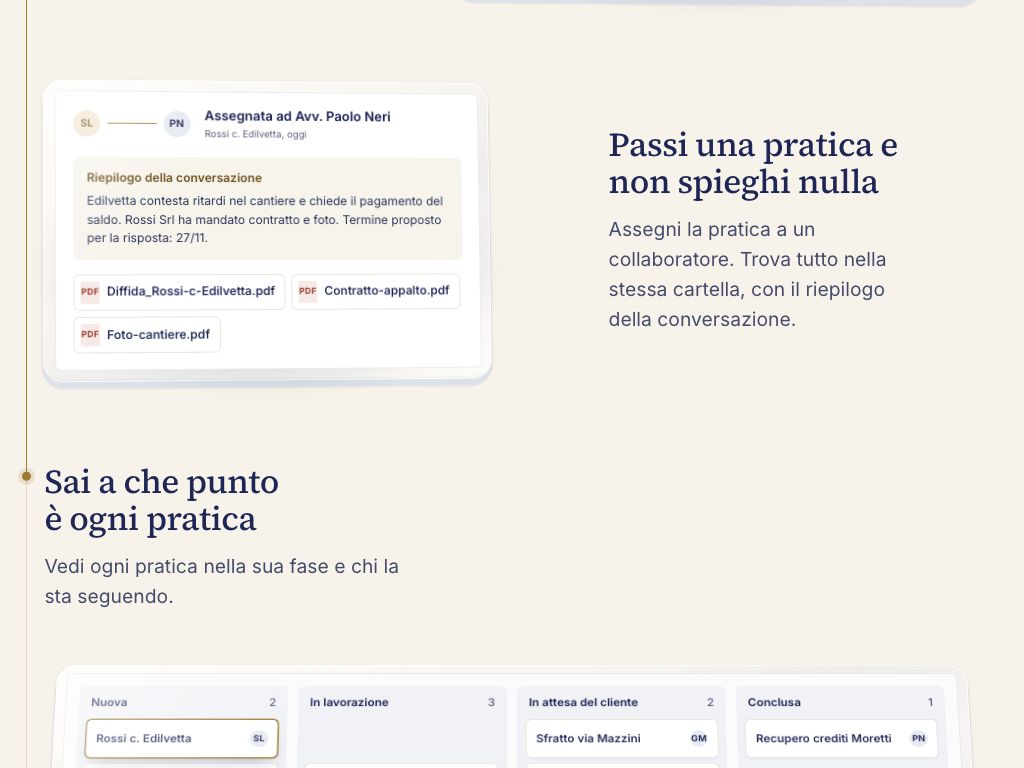 SL
PN
Assegnata ad Avv. Paolo Neri
Rossi c. Edilvetta, oggi
Riepilogo della conversazione
Edilvetta contesta ritardi nel cantiere e chiede il pagamento del
saldo. Rossi Srl ha mandato contratto e foto. Termine proposto
per la risposta: 27/11.
PDF Diffida_Rossi-c-Edilvetta.pdf
PDF Contratto-appalto.pdf
PDF Foto-cantiere.pdf
Passi una pratica e
non spieghi nulla
Assegni la pratica a un
collaboratore. Trova tutto nella
stessa cartella, con il riepilogo
della conversazione.
Sai a che punto
è ogni pratica
Vedi ogni pratica nella sua fase e chi la
sta seguendo.
Nuova 2
Rossi c. Edilvetta SL
In lavorazione 3
In attesa del cliente 2
Sfratto via Mazzini GM
Conclusa 1
Recupero crediti Moretti PN